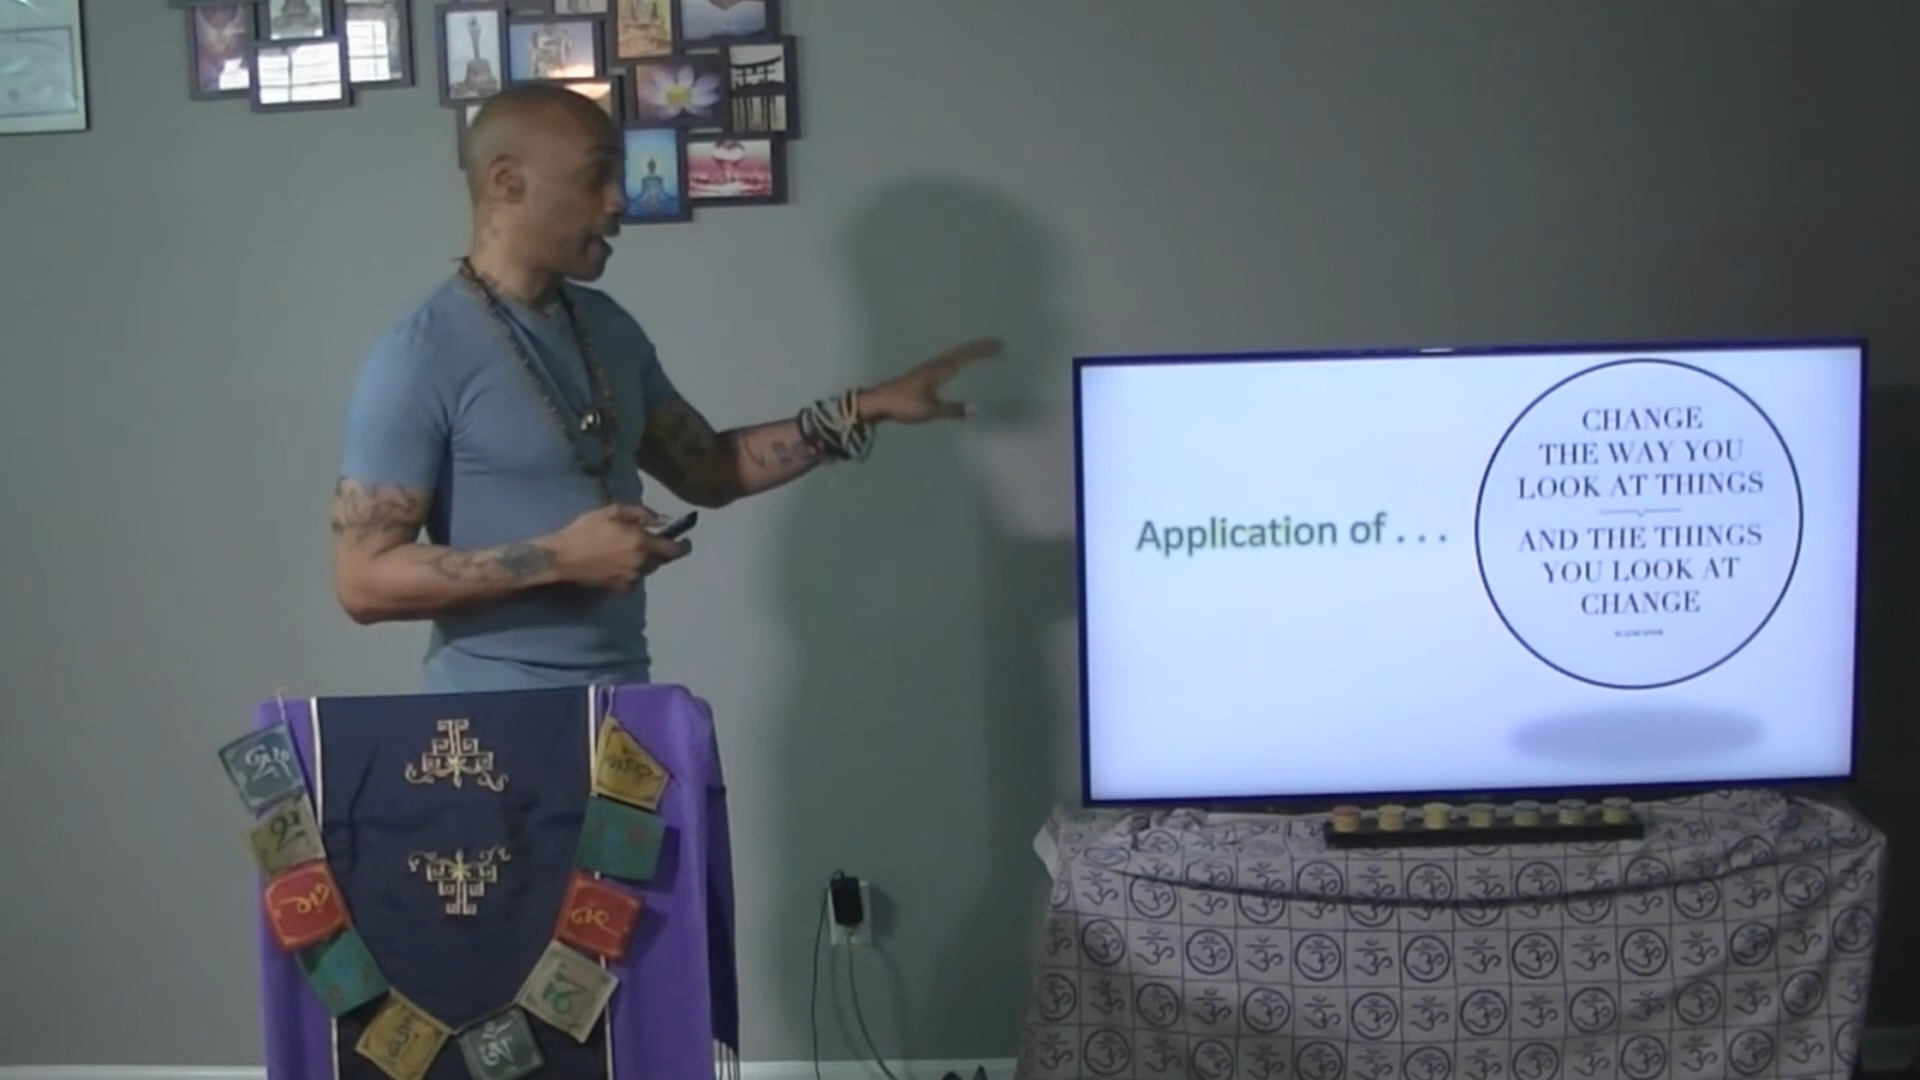 Application of . . .
CHANGE
THE WAY YOU
LOOK AT THINGS
AND THE THINGS
YOU LOOK AT
CHANGE